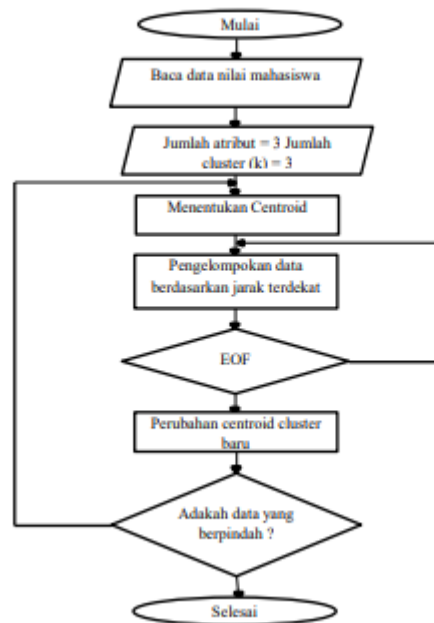 Mulai
Baca data nilai mahasiswa
Jumlah atribut = 3 Jumlah
cluster (k) = 3
Menentukan Centroid
Pengelompokan data
berdasarkan jarak terdekat
EOF
Perubahan centroid cluster
baru
Adakah data yang
berpindah ?
Selesai